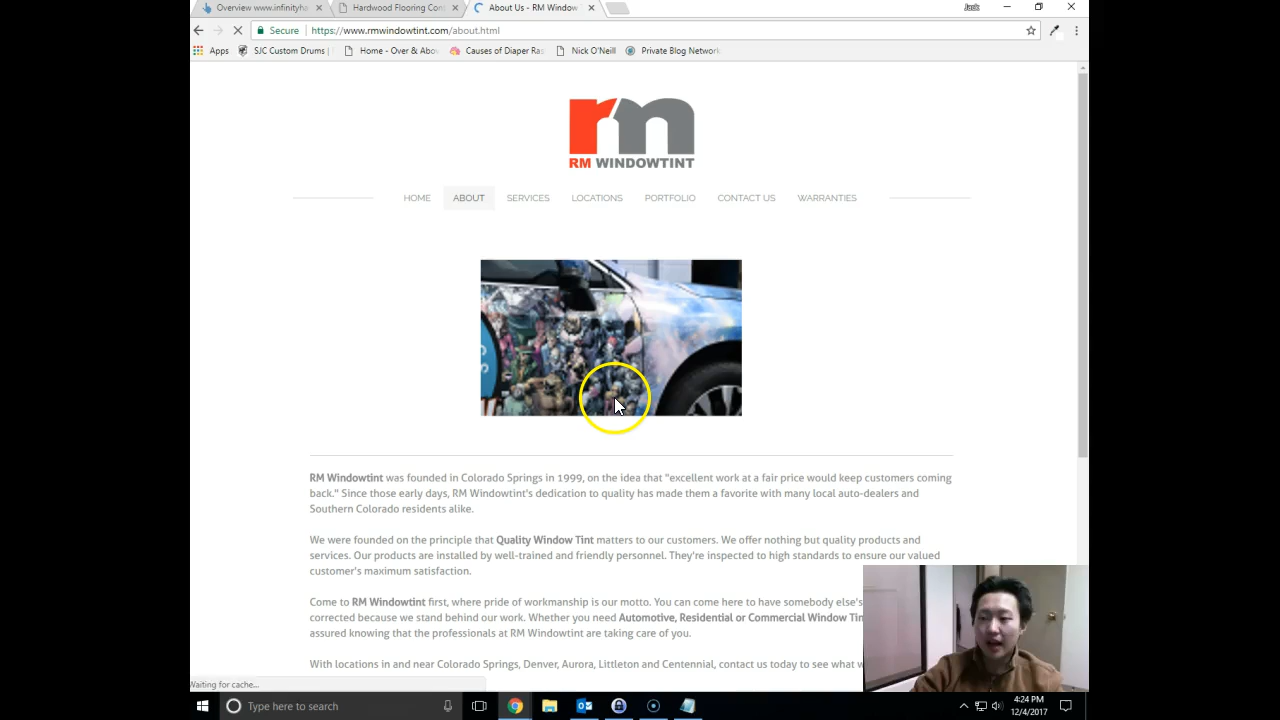 Overview www.infinityha
Hardwood Flooring Con
About Us - RM Window
Jack
Secure
https://www.rmwindowtint.com/about.html
Apps
SJC Custom Drums |
Home - Over & Abov
Causes of Diaper Ras
Nick O'Neill
Private Blog Network
rm
RM WINDOWTINT
HOME
ABOUT
SERVICES
LOCATIONS
PORTFOLIO
CONTACT US
WARRANTIES
RM Windowtint was founded in Colorado Springs in 1999, on the idea that "excellent work at a fair price would keep customers coming
back." Since those early days, RM Windowtint's dedication to quality has made them a favorite with many local auto-dealers and
Southern Colorado residents alike.
We were founded on the principle that Quality Window Tint matters to our customers. We offer nothing but quality products and
services. Our products are installed by well-trained and friendly personnel. They're inspected to high standards to ensure our valued
customer's maximum satisfaction.
Come to RM Windowtint first, where pride of workmanship is our motto. You can come here to have somebody else's
corrected because we stand behind our work. Whether you need Automotive, Residential or Commercial Window Tin
assured knowing that the professionals at RM Windowtint are taking care of you.
With locations in and near Colorado Springs, Denver, Aurora, Littleton and Centennial, contact us today to see what w
Waiting for cache...
Type here to search
4:24 PM
12/4/2017